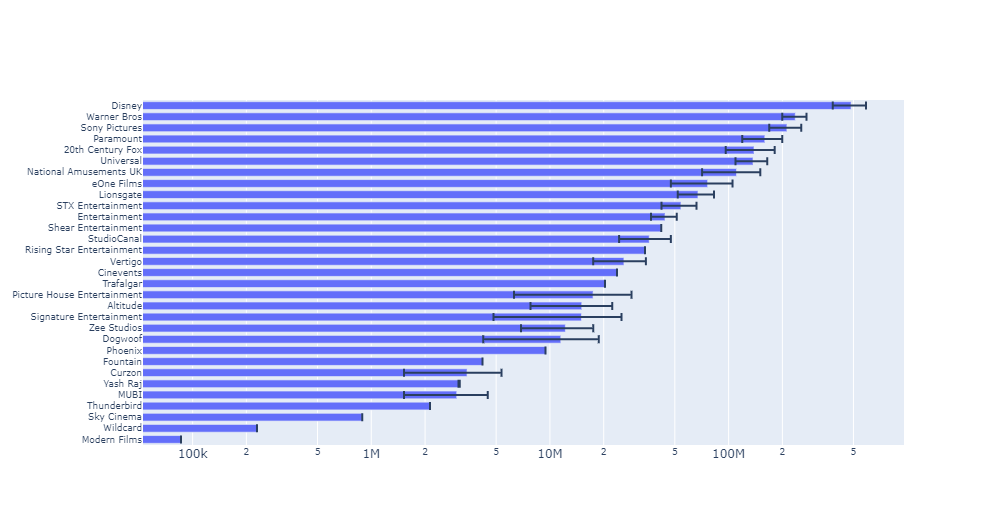 Disney
Warner Bros
Sony Pictures
Paramount
20th Century Fox
Universal
National Amusements UK
eOne Films
Lionsgate
STX Entertainment
Entertainment
Shear Entertainment
StudioCanal
Rising Star Entertainment
Vertigo
Cinevents
Trafalgar
Picture House Entertainment
Altitude
Signature Entertainment
Zee Studios
Dogwoof
Phoenix
Fountain
Curzon
Yash Raj
MUBI
Thunderbird
Sky Cinema
Wildcard
Modern Films
100k 2 5 1M 2 5 10M 2 5 100M 2 5